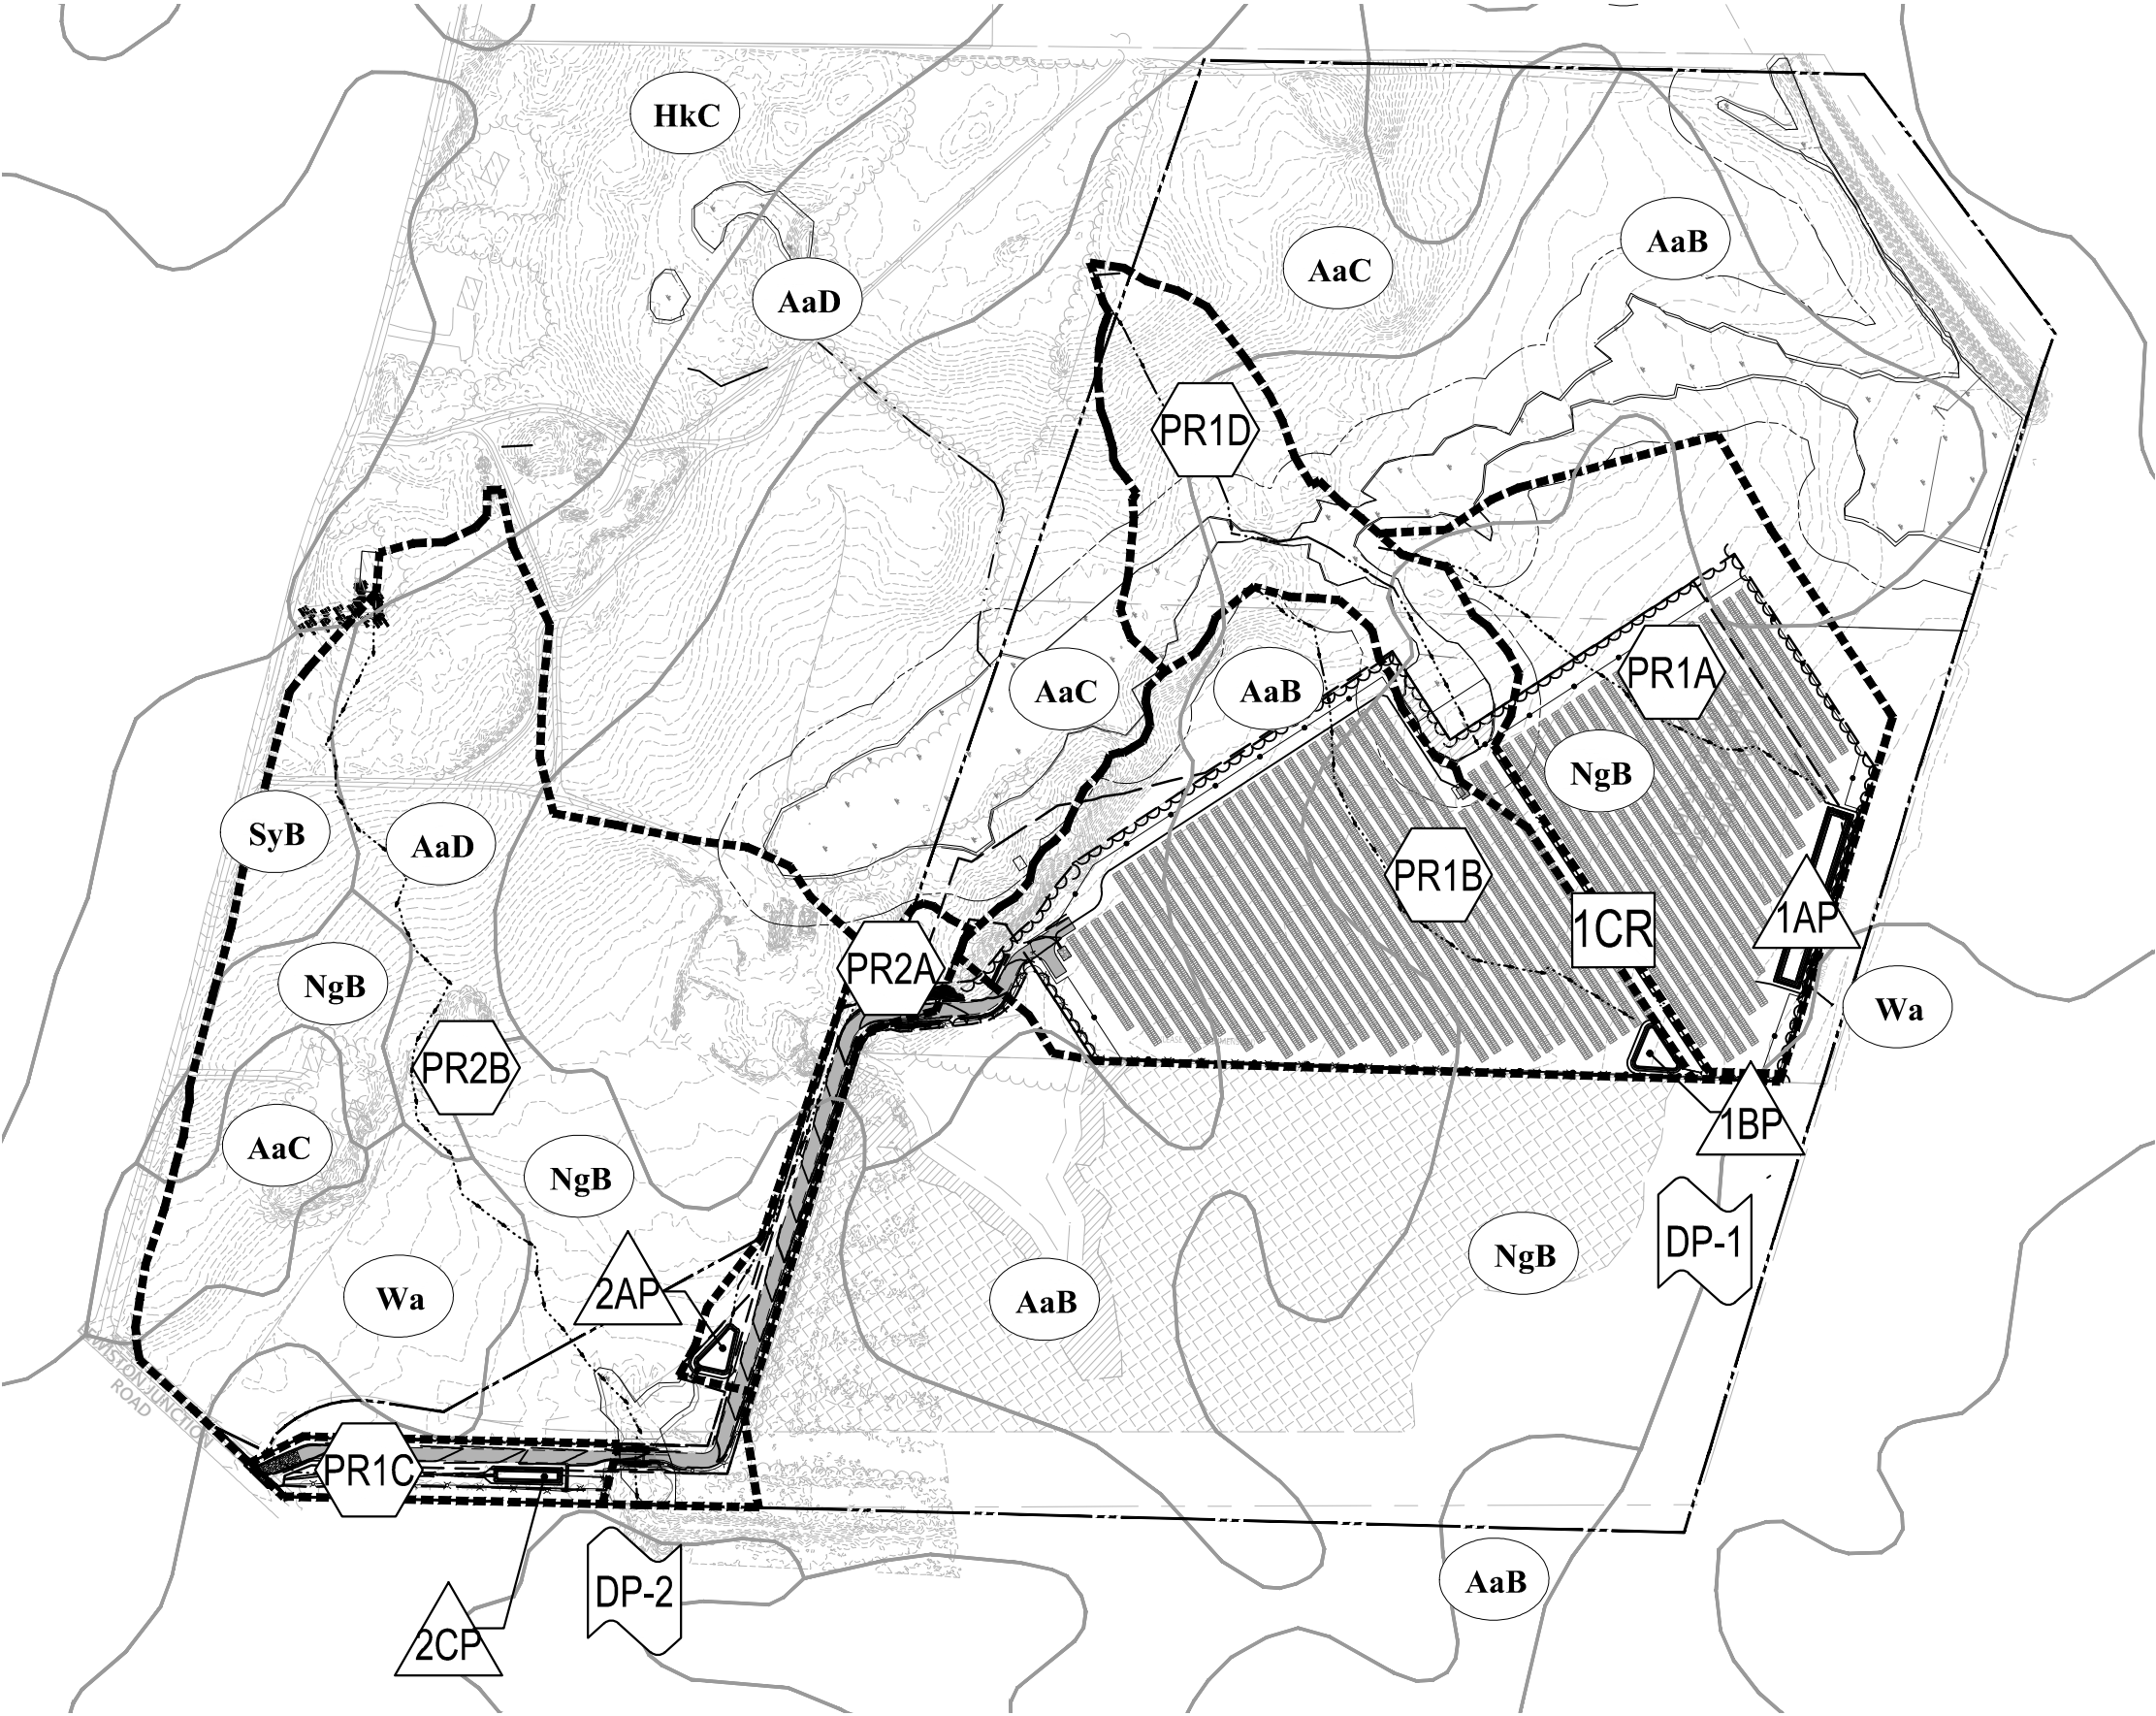 HkC
AaB
AaC
AaD
PR1D
PR1A
AaC
AaB
NgB
SyB
AaD
PR1B
1CR
1AP
PR2A
NgB
Wa
PR2B
1BP
AaC
NgB
DP-1
NgB
2AP
Wa
AaB
JUNCTION
ROAD
PR1C
DP-2
AaB
2CP